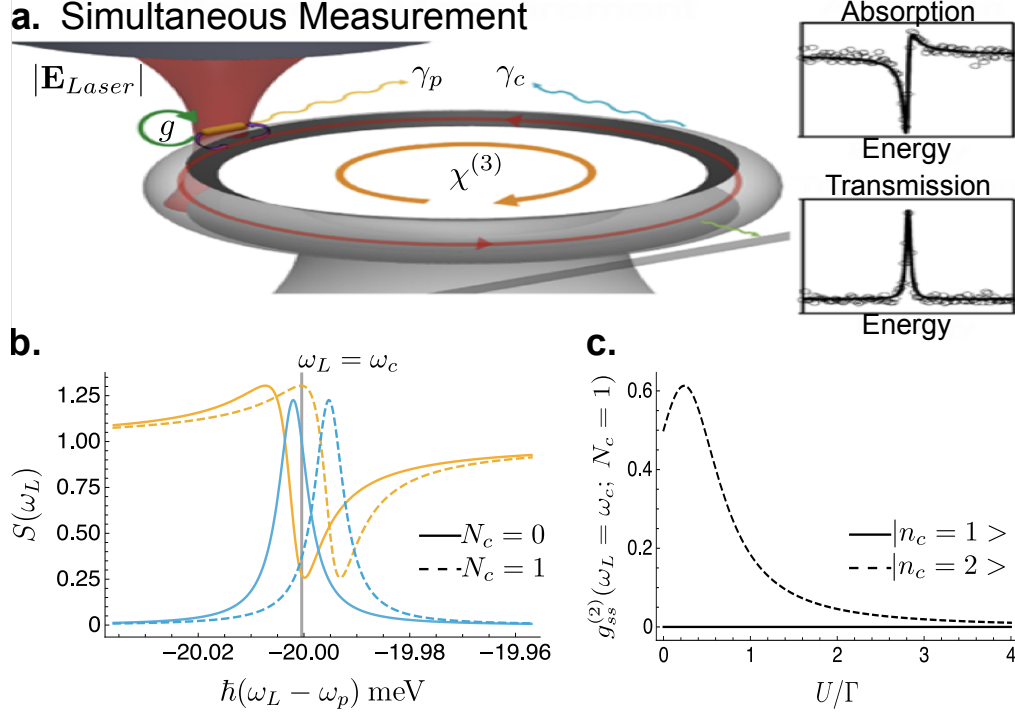 a. Simultaneous Measurement
|E_Laser|
g
γ_p
γ_c
χ^(3)
Absorption
Energy
Transmission
Energy
b.
ω_L = ω_c
1.25
1.00
0.75
0.50
0.25
0
S(ω_L)
N_c = 0
N_c = 1
−20.02 −20.00 −19.98 −19.96
ħ(ω_L − ω_p) meV
c.
0.6
0.4
0.2
0.
g_ss^(2)(ω_L = ω_c; N_c = 1)
|n_c = 1 >
|n_c = 2 >
0 1 2 3 4
U/Γ